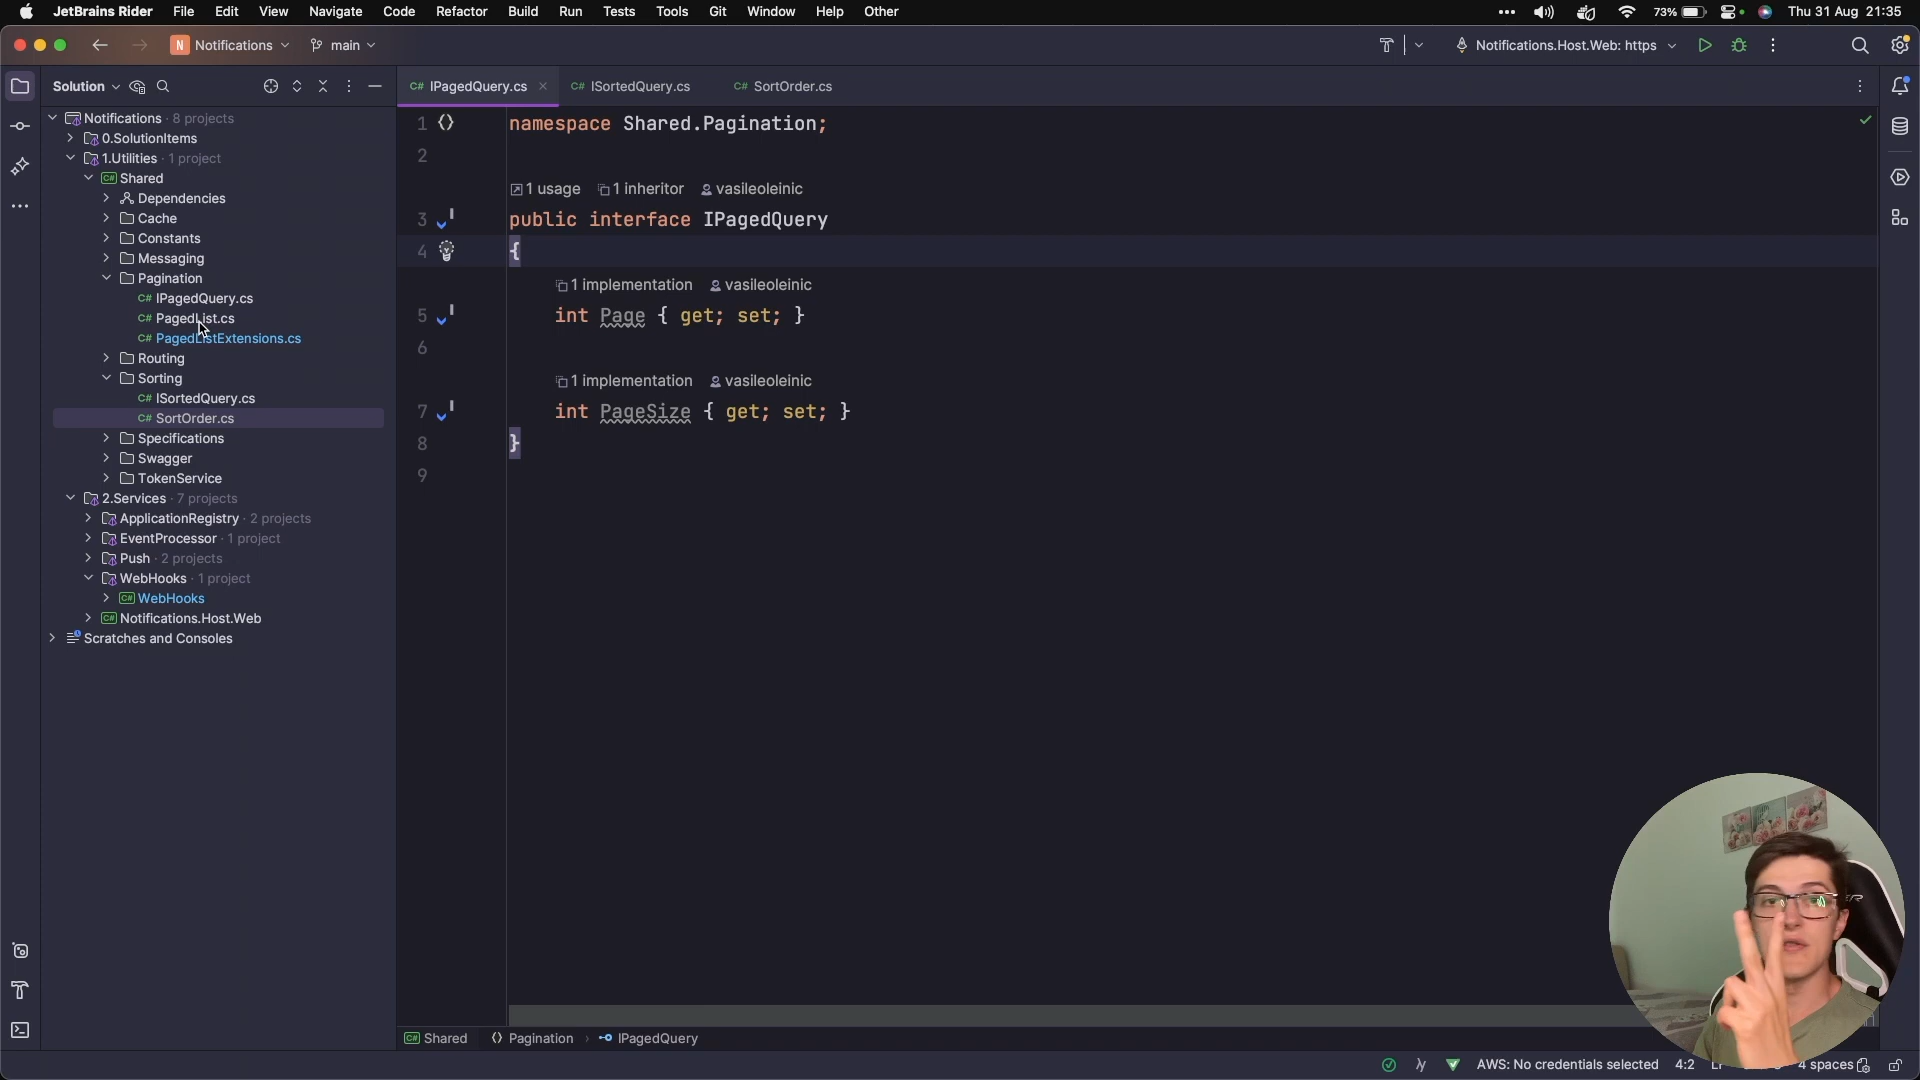 JetBrains Rider File Edit View Navigate Code Refactor Build Run Tests Tools Git Window Help Other 73% Thu 31 Aug 21:35
N Notifications main Notifications.Host.Web: https
Solution
IPagedQuery.cs ISortedQuery.cs SortOrder.cs
Notifications · 8 projects
0.SolutionItems
1.Utilities · 1 project
C# Shared
Dependencies
Cache
Constants
Messaging
Pagination
C# IPagedQuery.cs
C# PagedList.cs
C# PagedListExtensions.cs
Routing
Sorting
C# ISortedQuery.cs
C# SortOrder.cs
Specifications
Swagger
TokenService
2.Services · 7 projects
ApplicationRegistry · 2 projects
EventProcessor · 1 project
Push · 2 projects
WebHooks · 1 project
C# WebHooks
C# Notifications.Host.Web
Scratches and Consoles
1 namespace Shared.Pagination;
2
1 usage 1 inheritor vasileoleinic
3 public interface IPagedQuery
4 {
1 implementation vasileoleinic
5 int Page { get; set; }
6
1 implementation vasileoleinic
7 int PageSize { get; set; }
8 }
9
C# Shared Pagination › IPagedQuery
AWS: No credentials selected 4:2 4 spaces